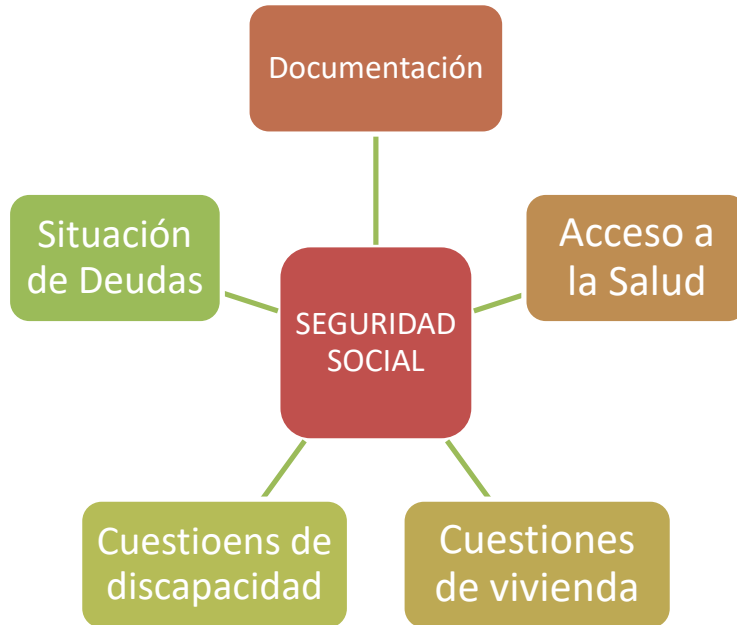 Documentación
Situación
de Deudas
Acceso a
la Salud
SEGURIDAD
SOCIAL
Cuestioens de
discapacidad
Cuestiones
de vivienda